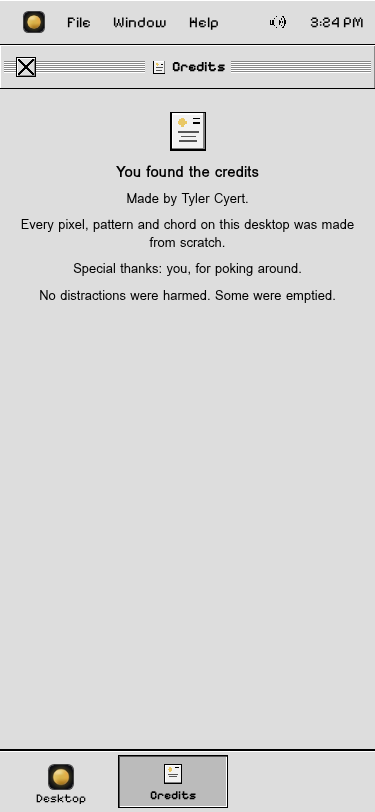 File Window Help 3:24 PM
Credits
You found the credits
Made by Tyler Cyert.
Every pixel, pattern and chord on this desktop was made
from scratch.
Special thanks: you, for poking around.
No distractions were harmed. Some were emptied.
Desktop Credits